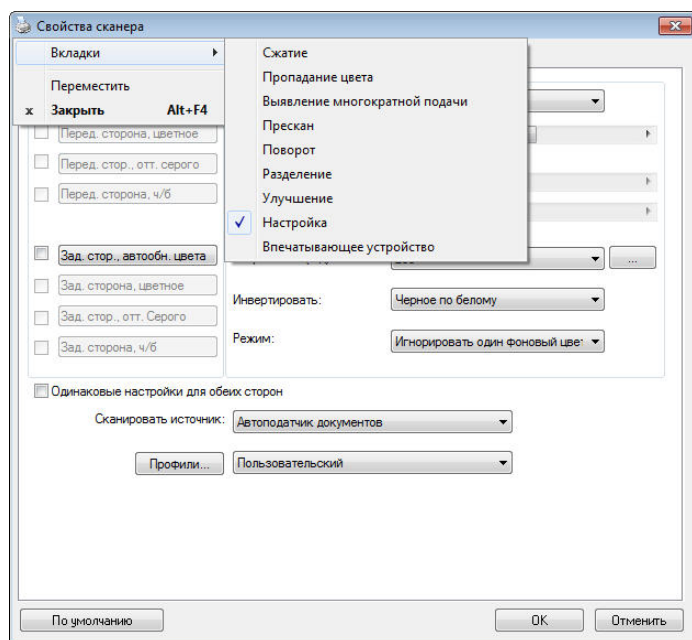 Свойства сканера
Вкладки
Переместить
x Закрыть Alt+F4
Сжатие
Пропадание цвета
Выявление многократной подачи
Прескан
Поворот
Разделение
Улучшение
Настройка
Впечатывающее устройство
Перед. сторона, цветное
Перед. стор., отт. серого
Перед. сторона, ч/б
Зад. стор., автообн. цвета
...
Зад. сторона, цветное
Инвертировать: Черное по белому
Зад. стор., отт. Серого
Режим: Игнорировать один фоновый цвет
Зад. сторона, ч/б
Одинаковые настройки для обеих сторон
Сканировать источник: Автоподатчик документов
Профили... Пользовательский
По умолчанию OK Отменить